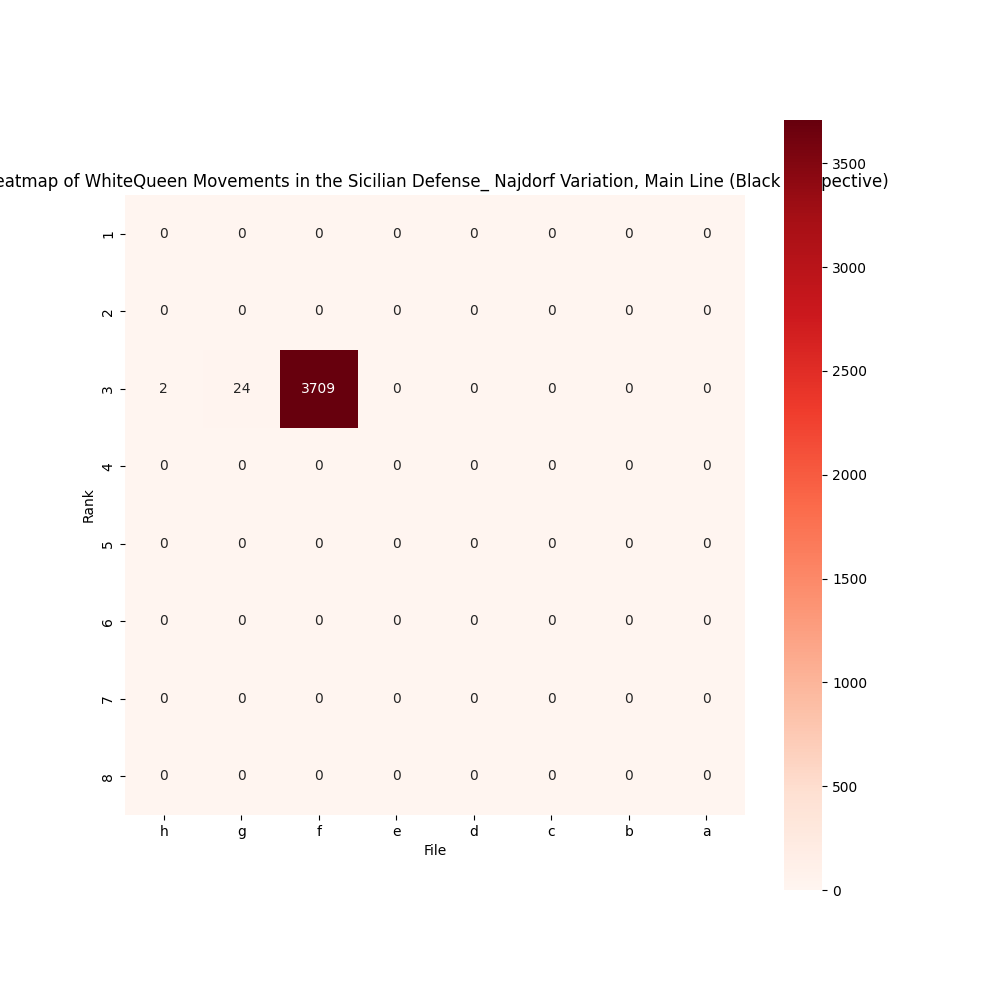 eatmap of WhiteQueen Movements in the Sicilian Defense_ Najdorf Variation, Main Line (Black pective)
3500
1 0 0 0 0 0 0 0 0
3000
2 0 0 0 0 0 0 0 0
2500
3 2 24 3709 0 0 0 0 0
2000
4 0 0 0 0 0 0 0 0
Rank
5 0 0 0 0 0 0 0 0
1500
6 0 0 0 0 0 0 0 0
1000
7 0 0 0 0 0 0 0 0
500
8 0 0 0 0 0 0 0 0
h g f e d c b a
File
0